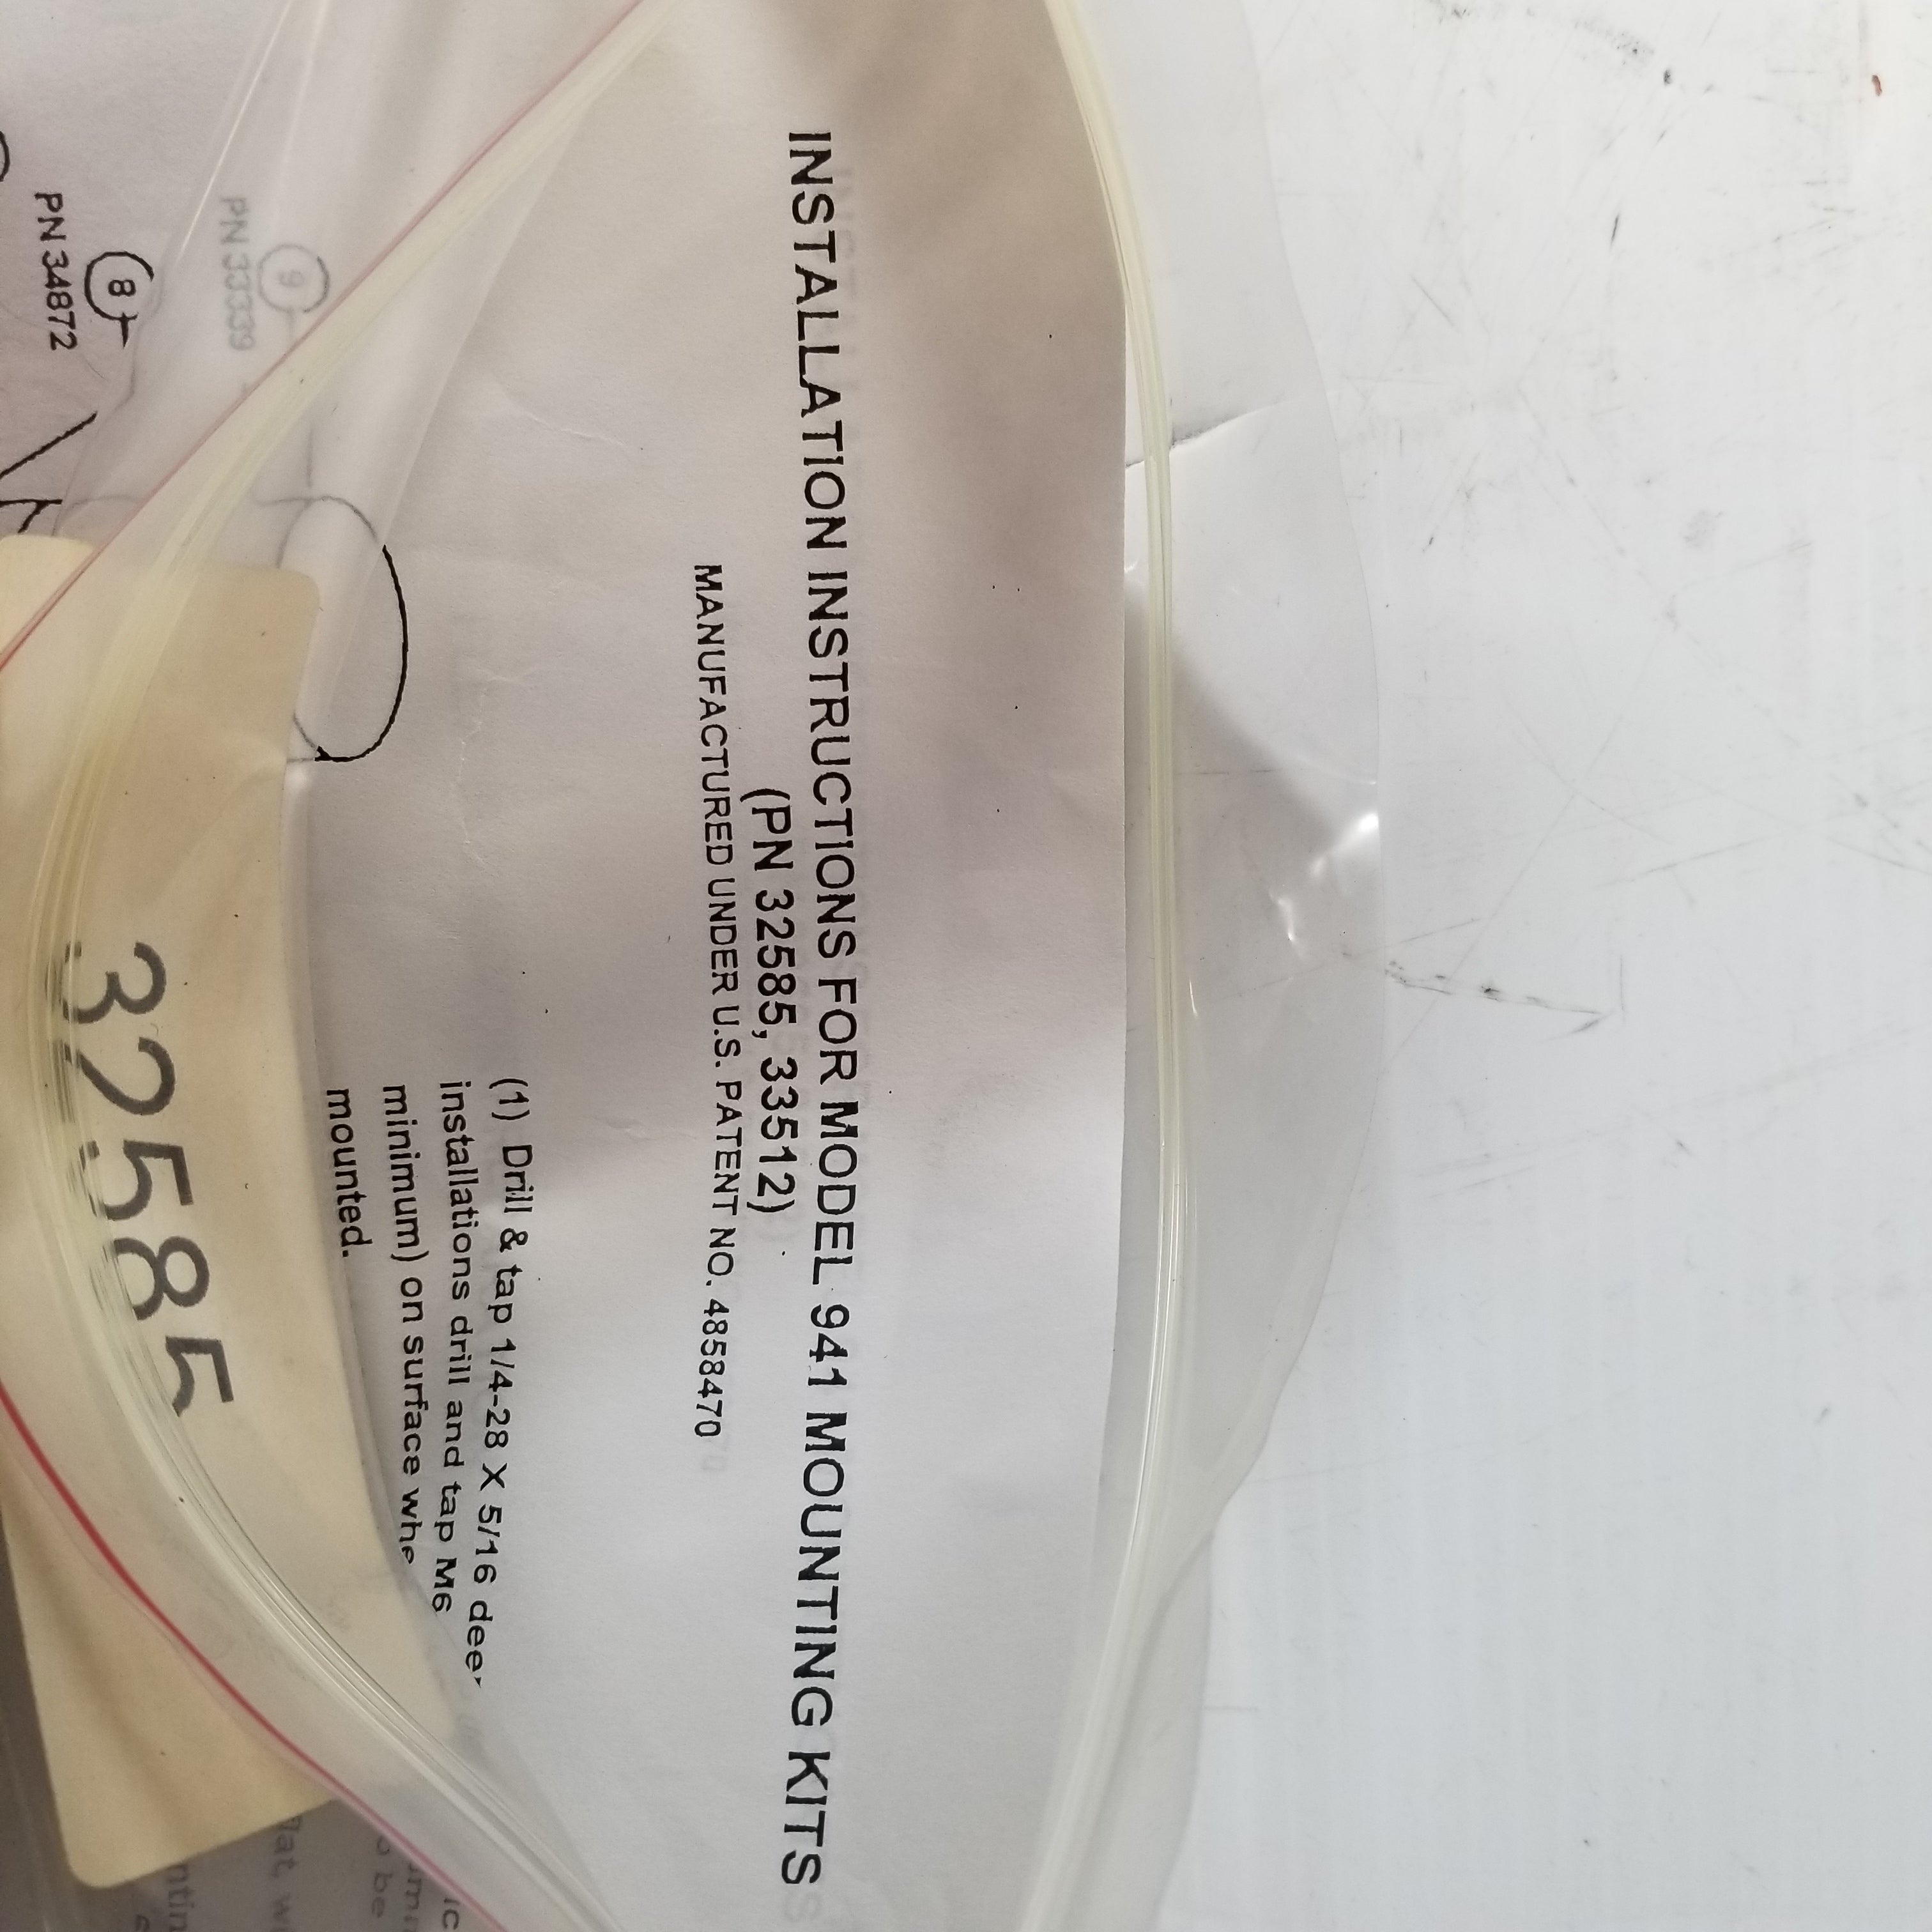 INSTALLATION INSTRUCTIONS FOR MODEL 941 MOUNTING KITS
(PN 32585, 33512)
MANUFACTURED UNDER U.S. PATENT NO. 4858470
(1) Drill & tap 1/4-28 X 5/16 deep
installations drill and tap M6
minimum) on surface whe
mounted.
9
PN 33339
8
PN 34872
32585